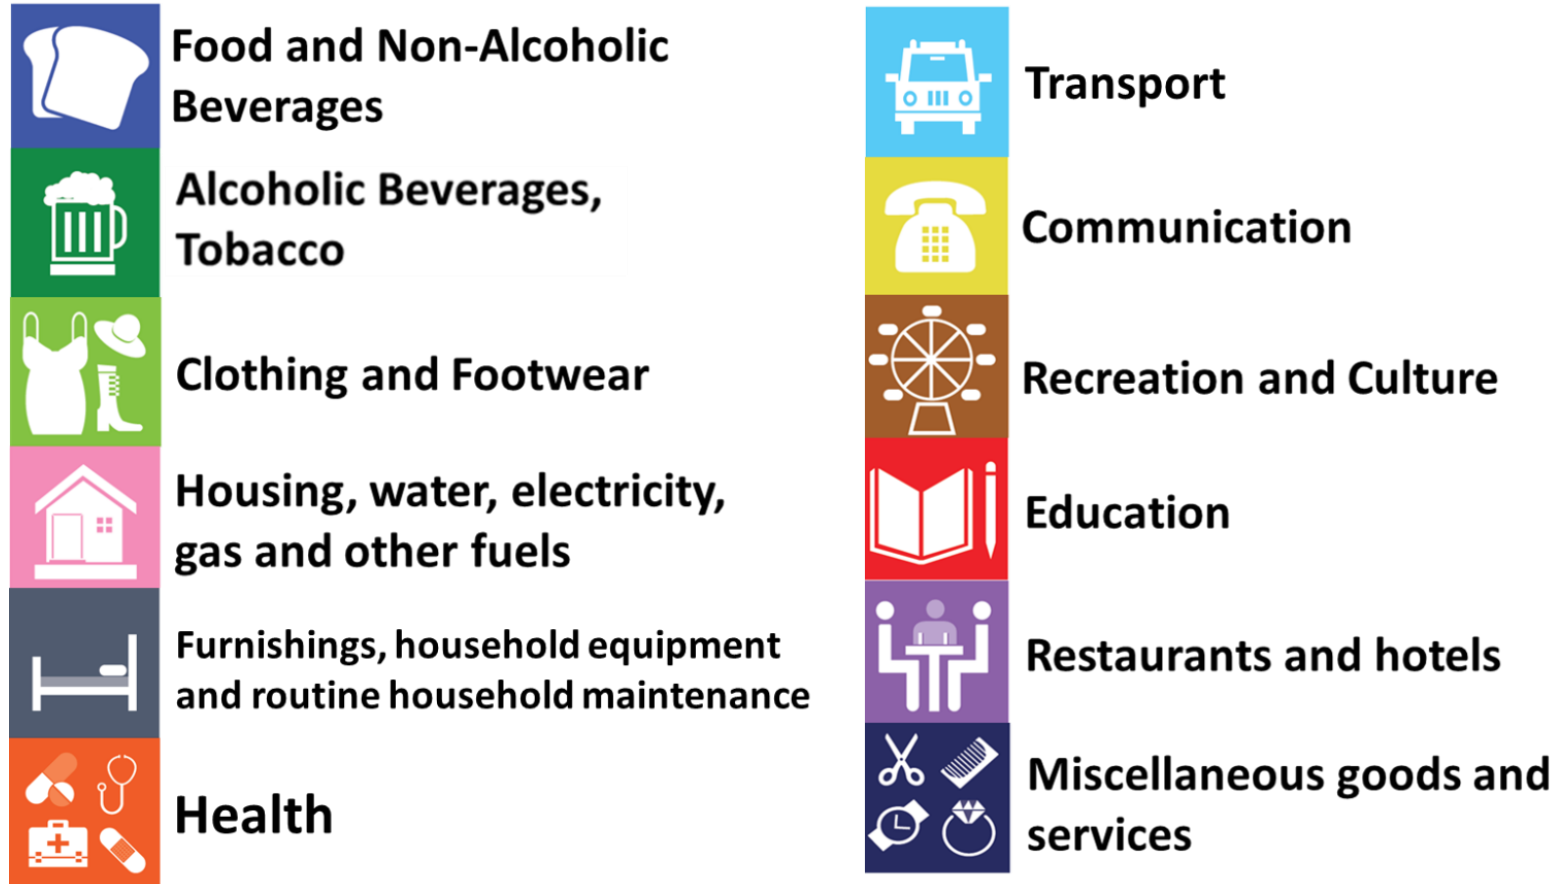 Food and Non-Alcoholic
Beverages
Alcoholic Beverages,
Tobacco
Clothing and Footwear
Housing, water, electricity,
gas and other fuels
Furnishings, household equipment
and routine household maintenance
Health
Transport
Communication
Recreation and Culture
Education
Restaurants and hotels
Miscellaneous goods and
services